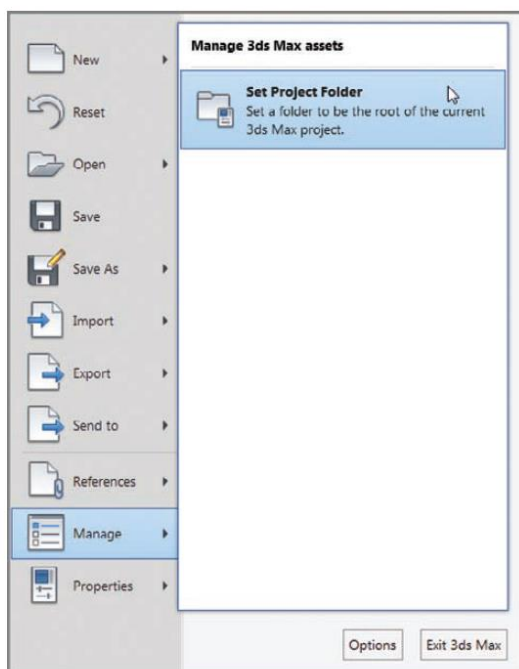 New
Reset
Open
Save
Save As
Import
Export
Send to
References
Manage
Properties
Manage 3ds Max assets
Set Project Folder
Set a folder to be the root of the current
3ds Max project.
Options
Exit 3ds Max